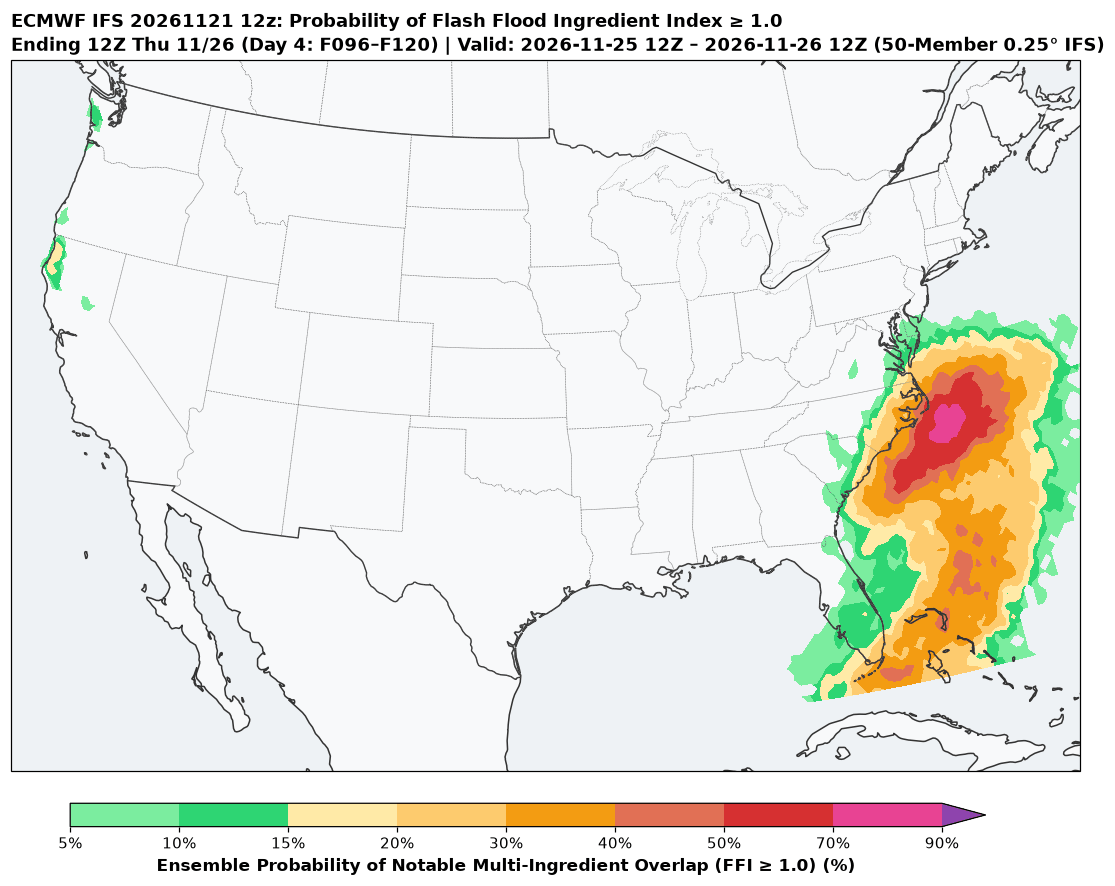 ECMWF IFS 20261121 12z: Probability of Flash Flood Ingredient Index ≥ 1.0
Ending 12Z Thu 11/26 (Day 4: F096–F120) | Valid: 2026-11-25 12Z – 2026-11-26 12Z (50-Member 0.25° IFS)
5% 10% 15% 20% 30% 40% 50% 70% 90%
Ensemble Probability of Notable Multi-Ingredient Overlap (FFI ≥ 1.0) (%)